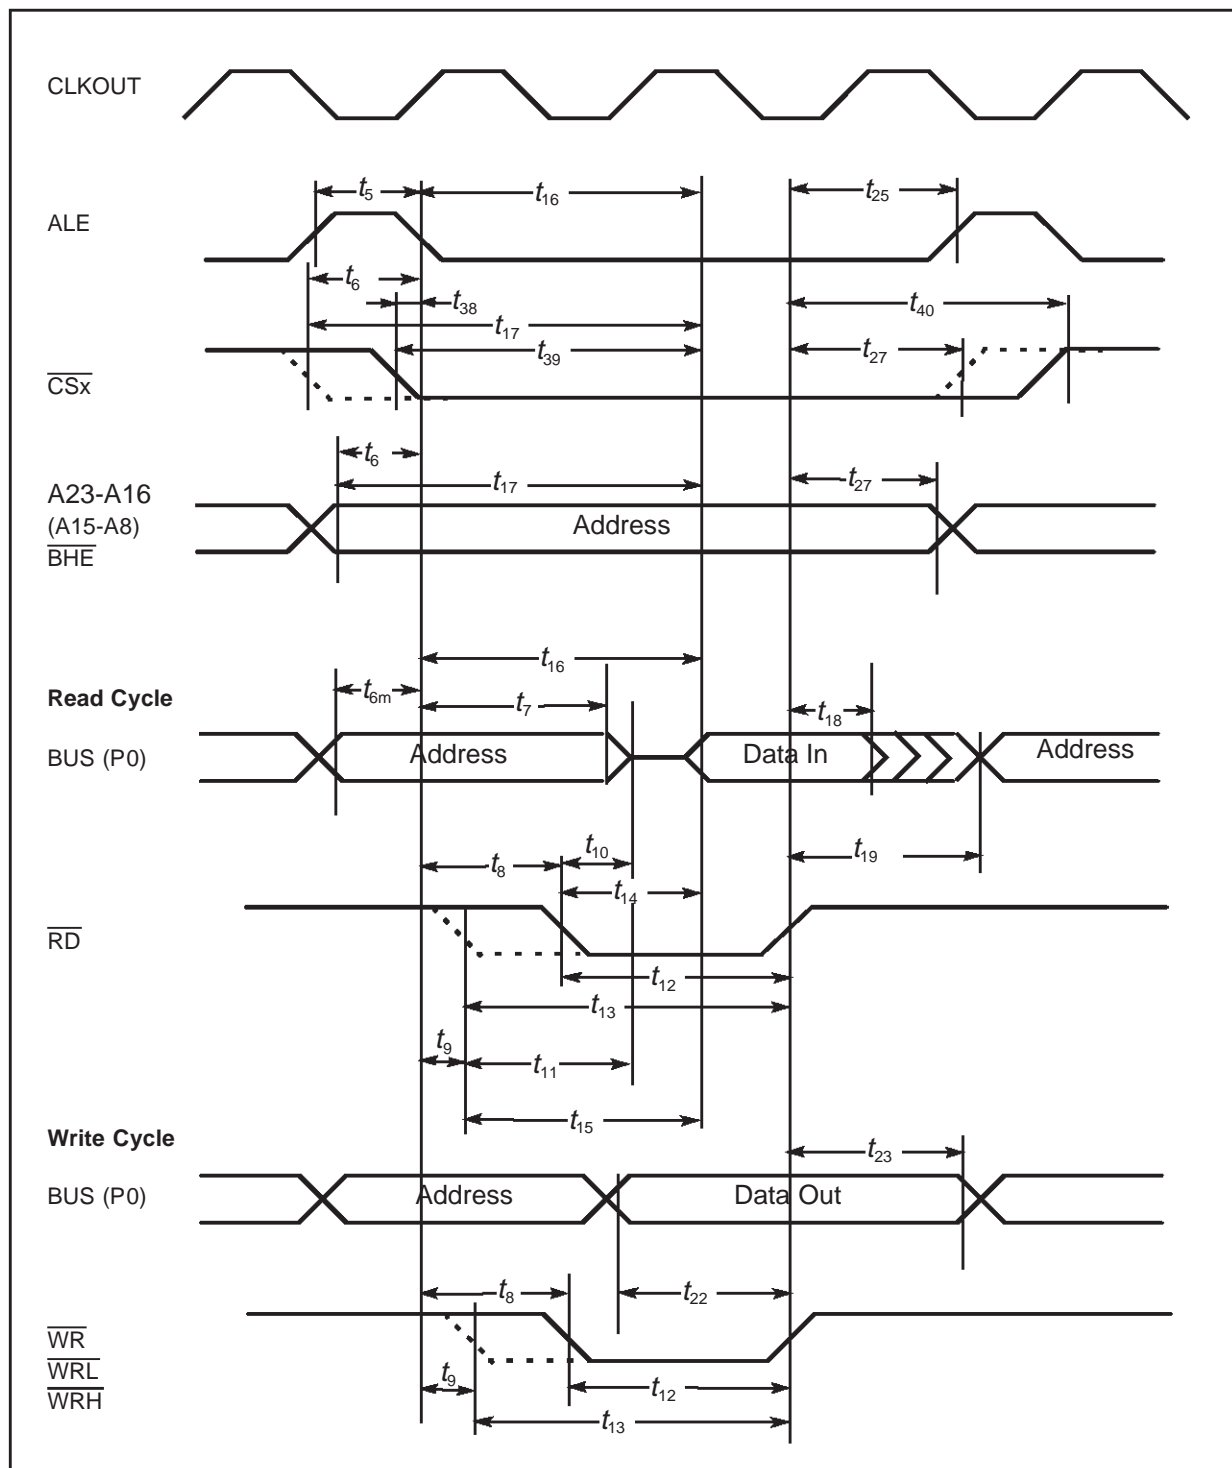 CLKOUT
t5
t16
t25
ALE
t6
t38
t40
t17
t39
t27
CSx
t6
t17
t27
A23-A16
(A15-A8)
Address
BHE
t16
t6m
t7
t18
Read Cycle
BUS (P0)
Address
Data In
Address
t8
t10
t19
t14
RD
t12
t13
t9
t11
t15
Write Cycle
t23
BUS (P0)
Address
Data Out
t8
t22
WR
WRL
t9
t12
WRH
t13